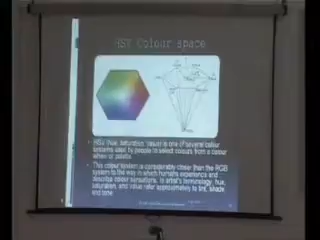 HSV Colour space
HSV (hue, saturation, value) is one of several colour
systems used by people to select colours from a colour
wheel or palette.
This colour system is considerably closer than the RGB
system to the way in which humans experience and
describe colour sensations. In artist's terminology, hue,
saturation, and value refer approximately to tint, shade
and tone